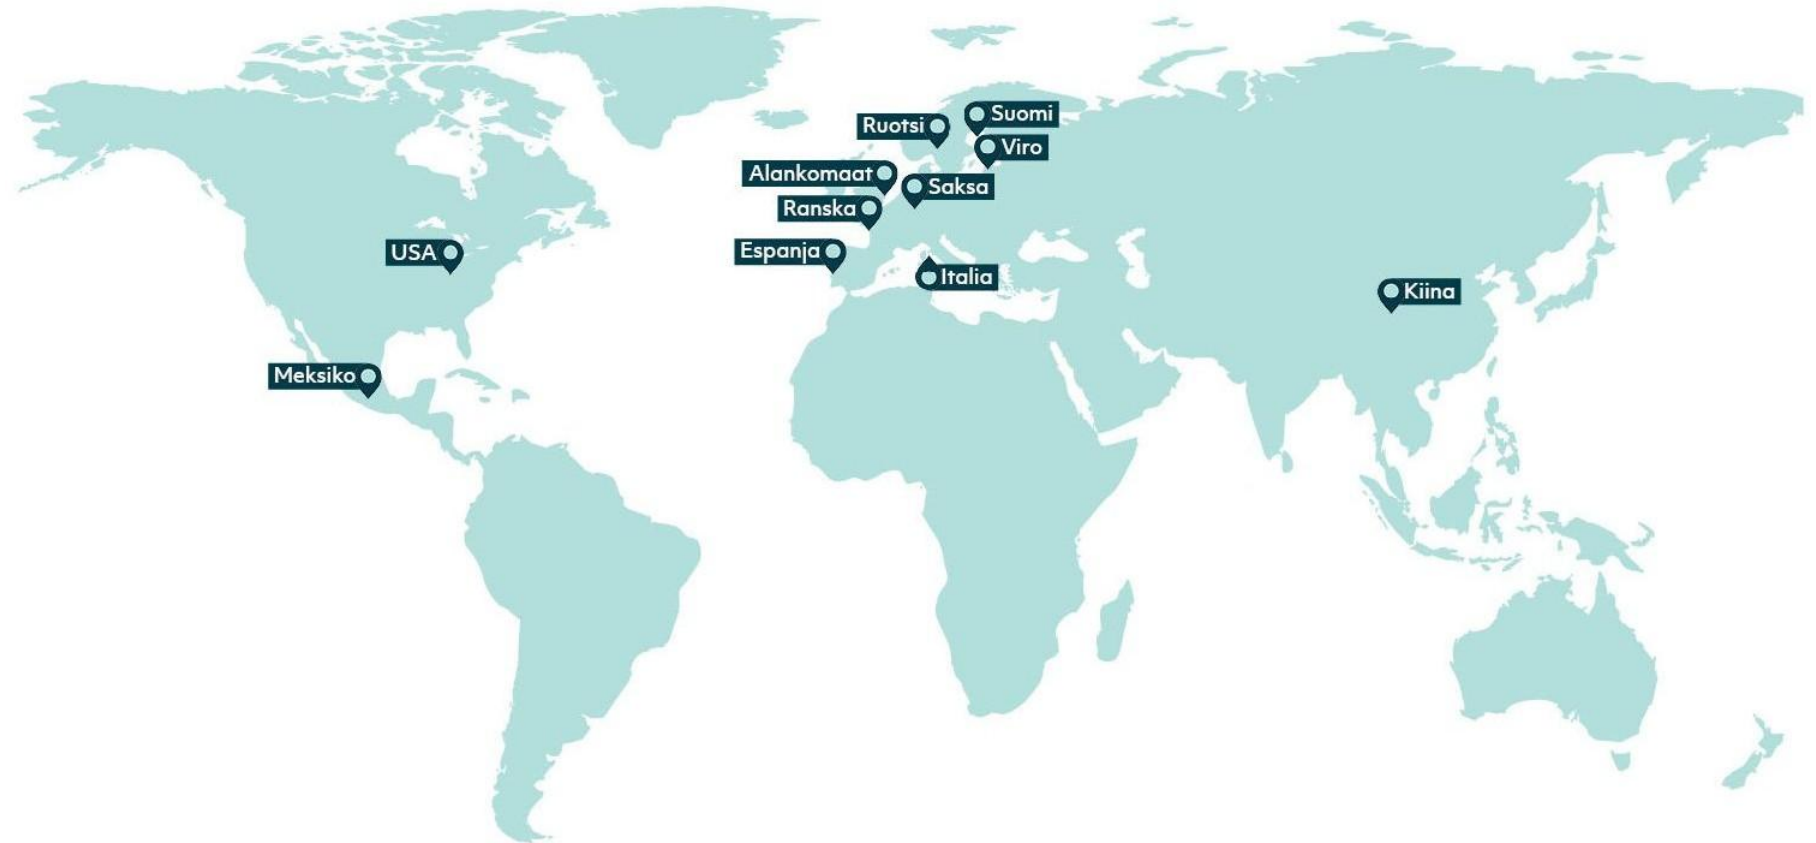 Suomi
Ruotsi
Viro
Alankomaat
Saksa
Ranska
Espanja
USA
Italia
Kiina
Meksiko